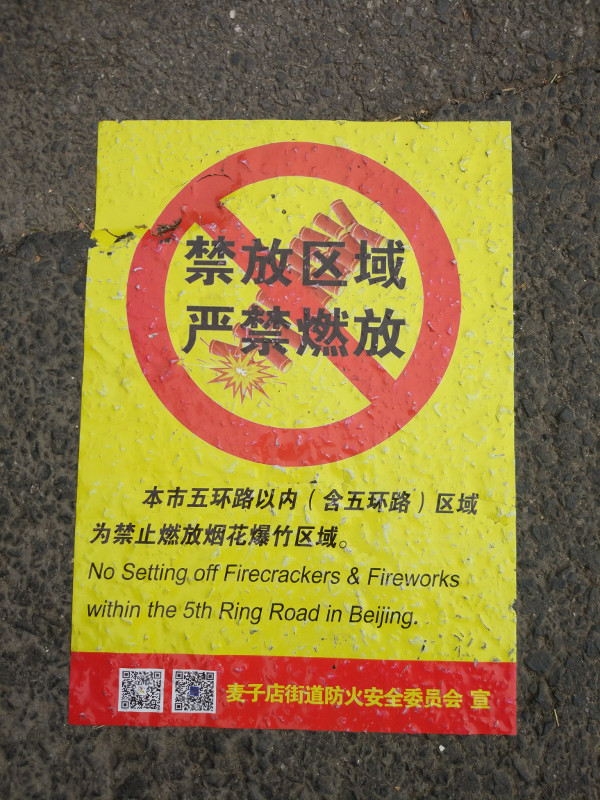 禁放区域
严禁燃放
本市五环路以内（含五环路）区域
为禁止燃放烟花爆竹区域。
No Setting off Firecrackers & Fireworks
within the 5th Ring Road in Beijing.
麦子店街道防火安全委员会 宣